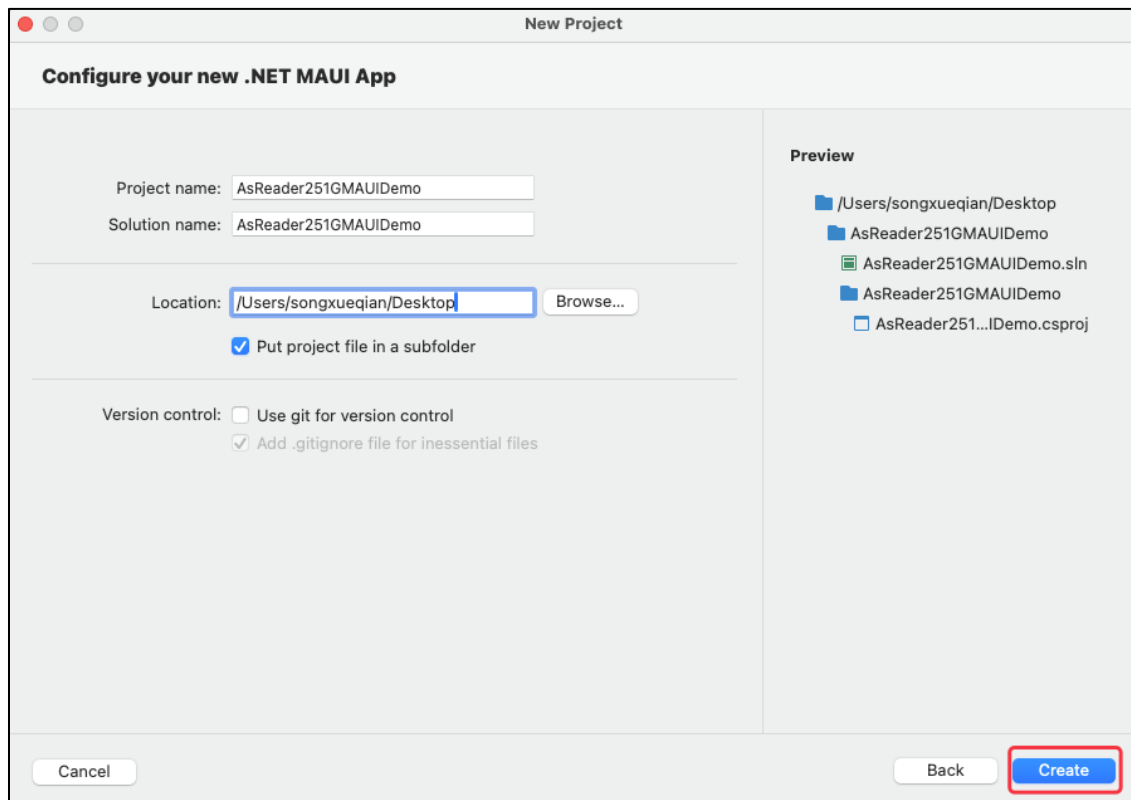 New Project
Configure your new .NET MAUI App
Project name: AsReader251GMAUIDemo
Solution name: AsReader251GMAUIDemo
Location: /Users/songxueqian/Desktop Browse...
Put project file in a subfolder
Version control: Use git for version control
Add .gitignore file for inessential files
Preview
/Users/songxueqian/Desktop
AsReader251GMAUIDemo
AsReader251GMAUIDemo.sln
AsReader251GMAUIDemo
AsReader251...IDemo.csproj
Cancel Back Create